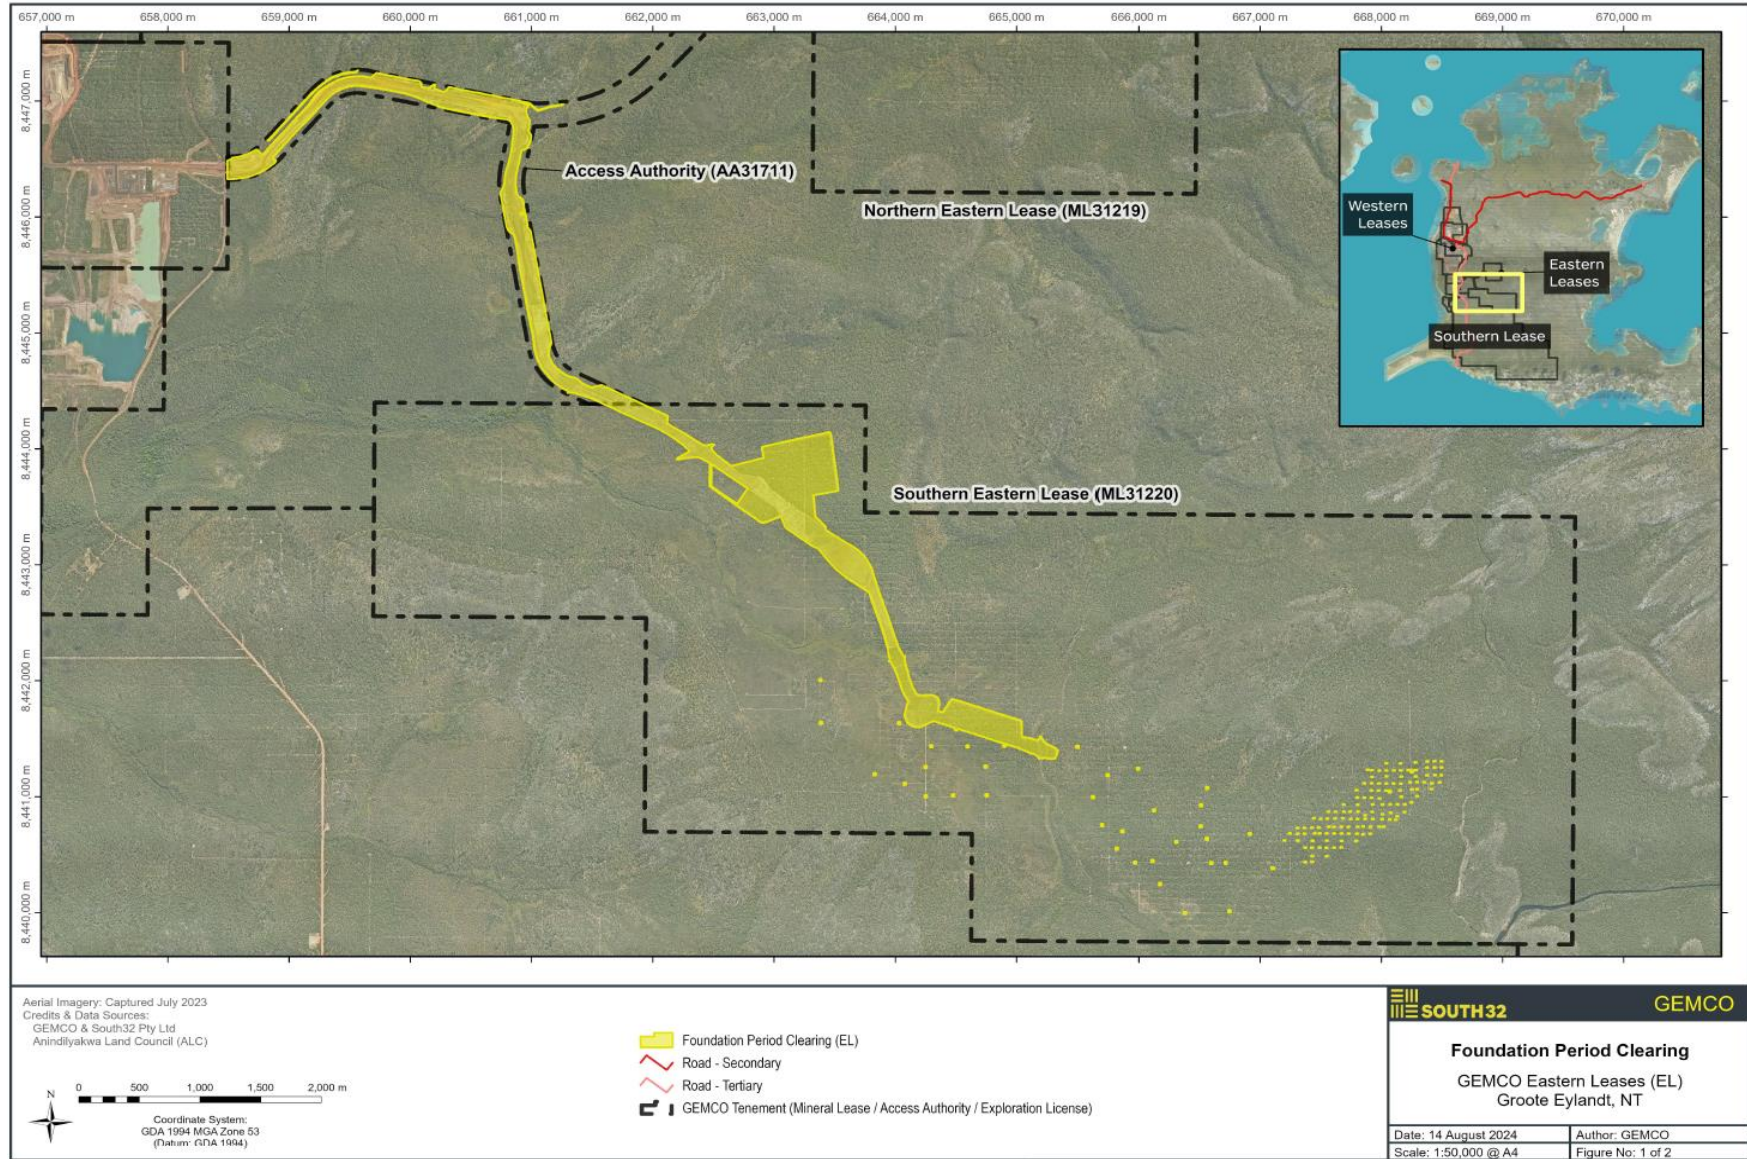 657,000 m 658,000 m 659,000 m 660,000 m 661,000 m 662,000 m 663,000 m 664,000 m 665,000 m 666,000 m 667,000 m 668,000 m 669,000 m 670,000 m
8,447,000 m
8,446,000 m
8,445,000 m
8,444,000 m
8,443,000 m
8,442,000 m
8,441,000 m
8,440,000 m
Access Authority (AA31711)
Northern Eastern Lease (ML31219)
Southern Eastern Lease (ML31220)
Western
Leases
Eastern
Leases
Southern Lease
Aerial Imagery: Captured July 2023
Credits & Data Sources:
GEMCO & South32 Pty Ltd
Anindilyakwa Land Council (ALC)
N
0 500 1,000 1,500 2,000 m
Coordinate System:
GDA 1994 MGA Zone 53
(Datum: GDA 1994)
Foundation Period Clearing (EL)
Road - Secondary
Road - Tertiary
GEMCO Tenement (Mineral Lease / Access Authority / Exploration License)
SOUTH32 GEMCO
Foundation Period Clearing
GEMCO Eastern Leases (EL)
Groote Eylandt, NT
Date: 14 August 2024 Author: GEMCO
Scale: 1:50,000 @ A4 Figure No: 1 of 2